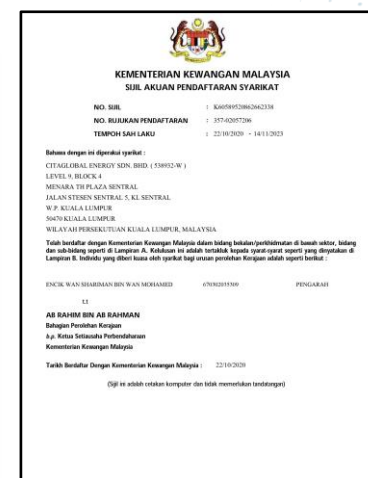 KEMENTERIAN KEWANGAN MALAYSIA
SIJIL AKUAN PENDAFTARAN SYARIKAT
NO. SIJIL : K60589520862662338
NO. RUJUKAN PENDAFTARAN : 357-02057206
TEMPOH SAH LAKU : 22/10/2020 - 14/11/2023
Bahawa dengan ini diperakui syarikat :
CITAGLOBAL ENERGY SDN. BHD. ( 538932-W )
LEVEL 9, BLOCK 4
MENARA TH PLAZA SENTRAL
JALAN STESEN SENTRAL 5, KL SENTRAL
W.P. KUALA LUMPUR
50470 KUALA LUMPUR
WILAYAH PERSEKUTUAN KUALA LUMPUR, MALAYSIA
Telah berdaftar dengan Kementerian Kewangan Malaysia dalam bidang bekalan/perkhidmatan di bawah sektor, bidang
dan sub-bidang seperti di Lampiran A. Kelulusan ini adalah tertakluk kepada syarat-syarat seperti yang dinyatakan di
Lampiran B. Individu yang diberi kuasa oleh syarikat bagi urusan perolehan Kerajaan adalah seperti berikut :
ENCIK WAN SHARIMAN BIN WAN MOHAMED PENGARAH
t.t
AB RAHIM BIN AB RAHMAN
Bahagian Perolehan Kerajaan
b.p. Ketua Setiausaha Perbendaharaan
Kementerian Kewangan Malaysia
Tarikh Berdaftar Dengan Kementerian Kewangan Malaysia : 22/10/2020
(Sijil ini adalah cetakan komputer dan tidak memerlukan tandatangan)